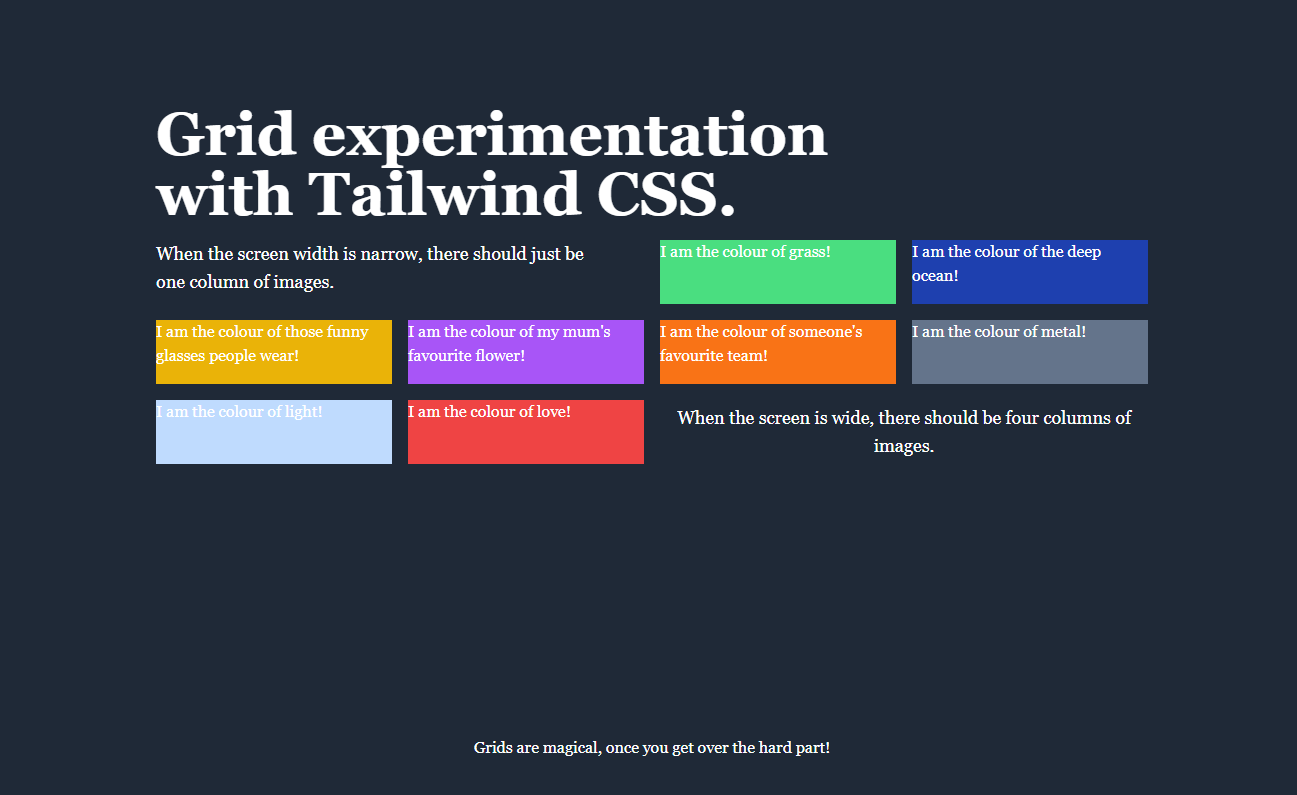 Grid experimentation
with Tailwind CSS.
When the screen width is narrow, there should just be
one column of images.
I am the colour of grass!
I am the colour of the deep
ocean!
I am the colour of those funny
glasses people wear!
I am the colour of my mum's
favourite flower!
I am the colour of someone's
favourite team!
I am the colour of metal!
I am the colour of light!
I am the colour of love!
When the screen is wide, there should be four columns of
images.
Grids are magical, once you get over the hard part!